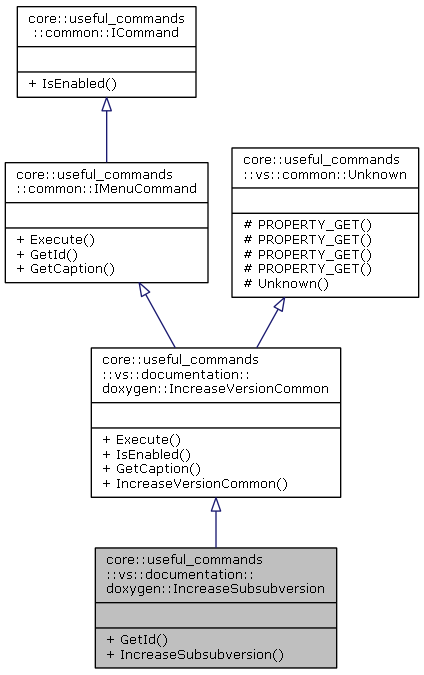 core::useful_commands
::common::ICommand
+ IsEnabled()
core::useful_commands
::common::IMenuCommand
+ Execute()
+ GetId()
+ GetCaption()
core::useful_commands
::vs::common::Unknown
# PROPERTY_GET()
# PROPERTY_GET()
# PROPERTY_GET()
# PROPERTY_GET()
# Unknown()
core::useful_commands
::vs::documentation::
doxygen::IncreaseVersionCommon
+ Execute()
+ IsEnabled()
+ GetCaption()
+ IncreaseVersionCommon()
core::useful_commands
::vs::documentation::
doxygen::IncreaseSubsubversion
+ GetId()
+ IncreaseSubsubversion()